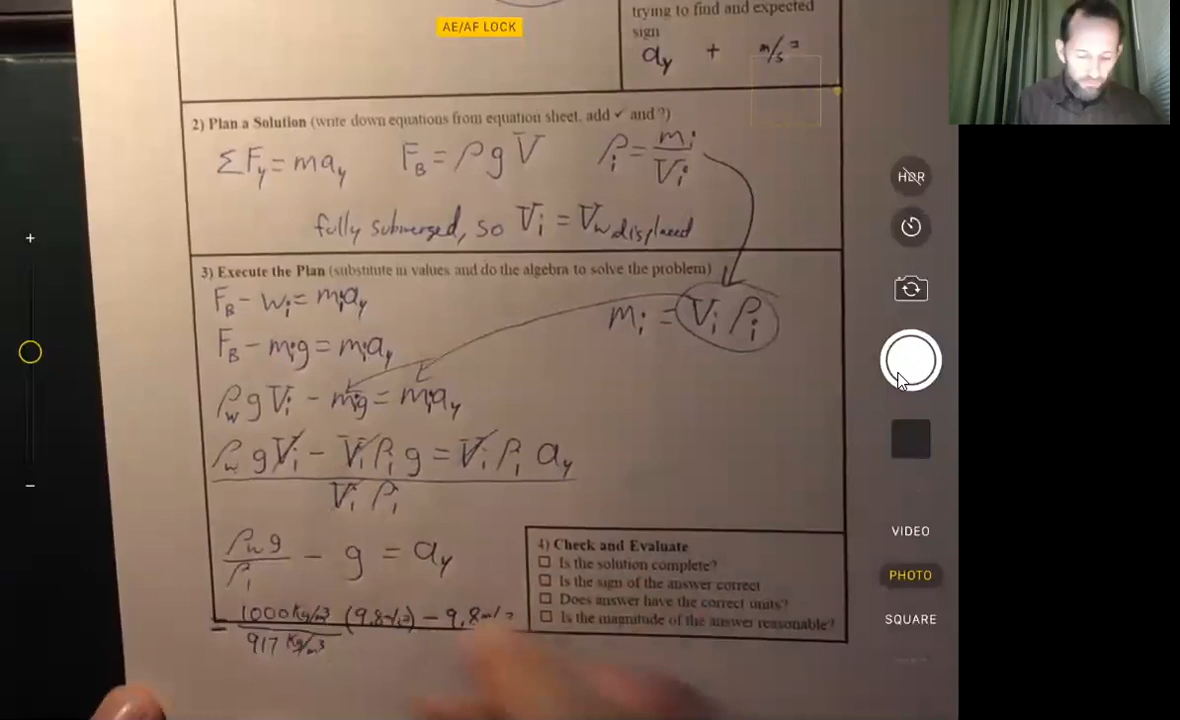 AE/AF LOCK
trying to find and expected
sign
a_y + m/s²
2) Plan a Solution (write down equations from equation sheet, add ✓ and ?)
ΣF_y = ma_y F_B = ρgV ρ_i = m_i/V_i
fully submerged, so V_i = V_w displaced
3) Execute the Plan (substitute in values and do the algebra to solve the problem)
F_B - w_i = m_i a_y
m_i = V_i ρ_i
F_B - m_i g = m_i a_y
ρ_w g V_i - m_i g = m_i a_y
ρ_w g V_i - V_i ρ_i g = V_i ρ_i a_y
V_i ρ_i
ρ_w g/ρ_i - g = a_y
= 1000 kg/m³ (9.8 m/s²) - 9.8 m/s²
917 kg/m³
4) Check and Evaluate
☐ Is the solution complete?
☐ Is the sign of the answer correct
☐ Does answer have the correct units?
☐ Is the magnitude of the answer reasonable?
HDR
+
-
VIDEO
PHOTO
SQUARE